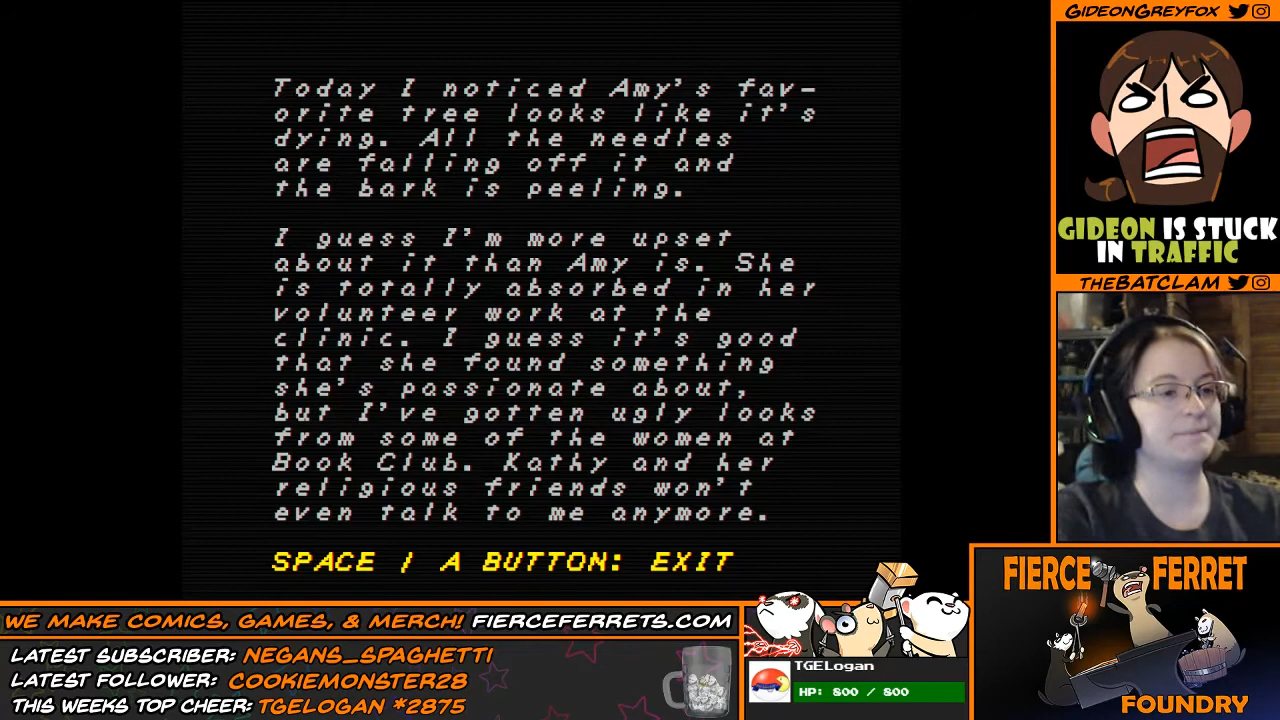 Today I noticed Amy's fav-
orite tree looks like it's
dying. All the needles
are falling off it and
the bark is peeling.
I guess I'm more upset
about it than Amy is. She
is totally absorbed in her
volunteer work at the
clinic. I guess it's good
that she found something
she's passionate about,
but I've gotten ugly looks
from some of the women at
Book Club. Kathy and her
religious friends won't
even talk to me anymore.
SPACE / A BUTTON: EXIT
GIDEONGREYFOX
GIDEON IS STUCK
IN TRAFFIC
THEBATCLAM
FIERCE FERRET
FOUNDRY
WE MAKE COMICS, GAMES, & MERCH! FIERCEFERRETS.COM
LATEST SUBSCRIBER: NEGANS_SPAGHETTI
LATEST FOLLOWER: COOKIEMONSTER28
THIS WEEKS TOP CHEER: TGELOGAN *2875
TGELogan
HP: 800 / 800